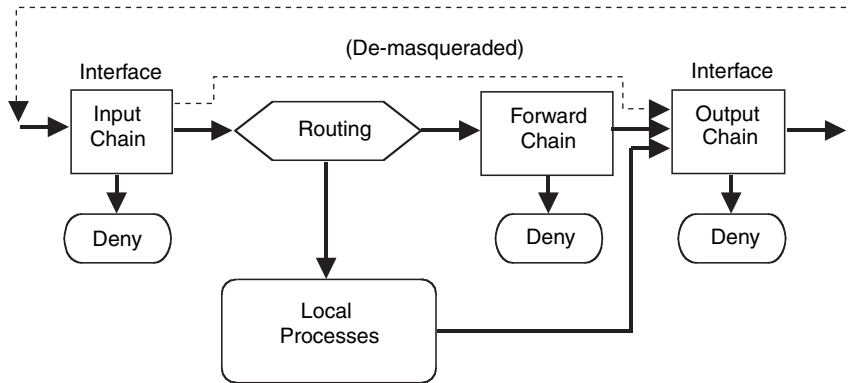 (De-masqueraded)
Interface
Interface
Input
Chain
Routing
Forward
Chain
Output
Chain
Deny
Deny
Deny
Local
Processes